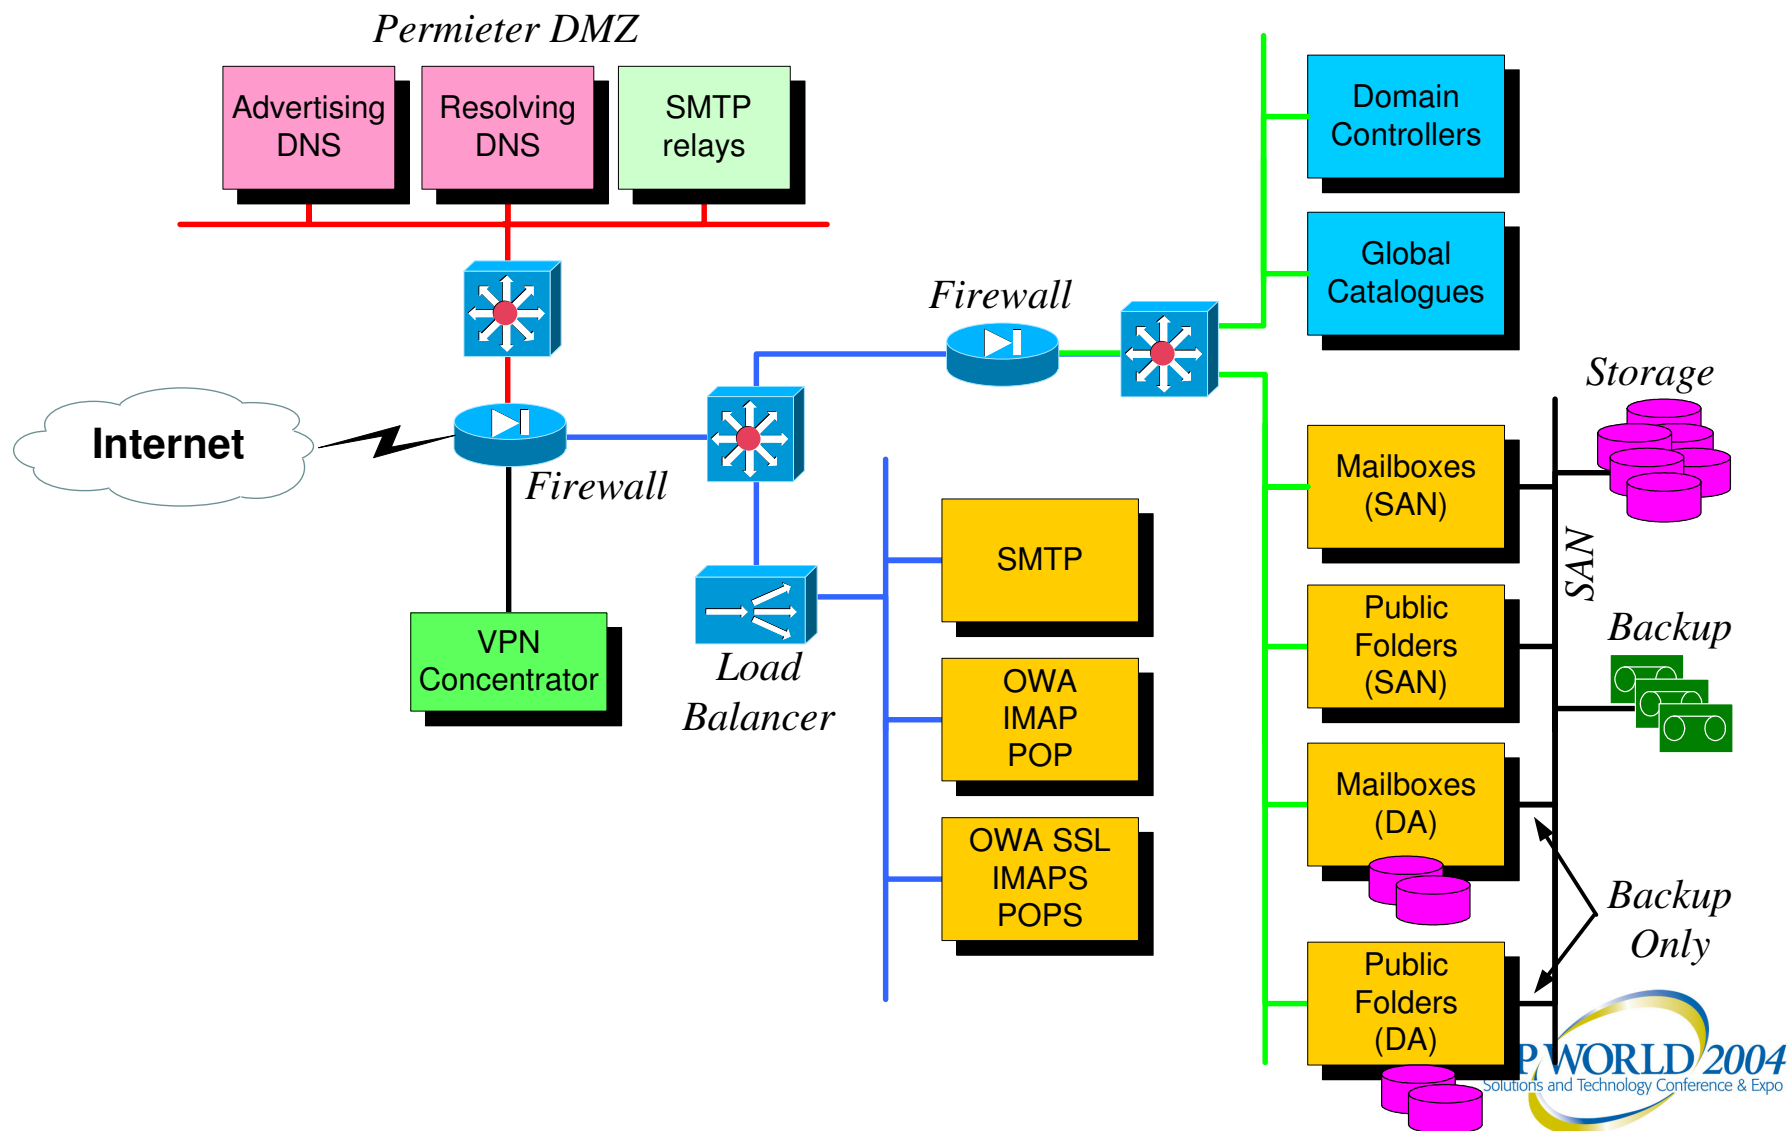 Permieter DMZ
Advertising
DNS
Resolving
DNS
SMTP
relays
Internet
Firewall
VPN
Concentrator
Load
Balancer
Firewall
SMTP
OWA
IMAP
POP
OWA SSL
IMAPS
POPS
Domain
Controllers
Global
Catalogues
Mailboxes
(SAN)
Public
Folders
(SAN)
Mailboxes
(DA)
Public
Folders
(DA)
Storage
SAN
Backup
Backup
Only
P WORLD 2004
Solutions and Technology Conference & Expo